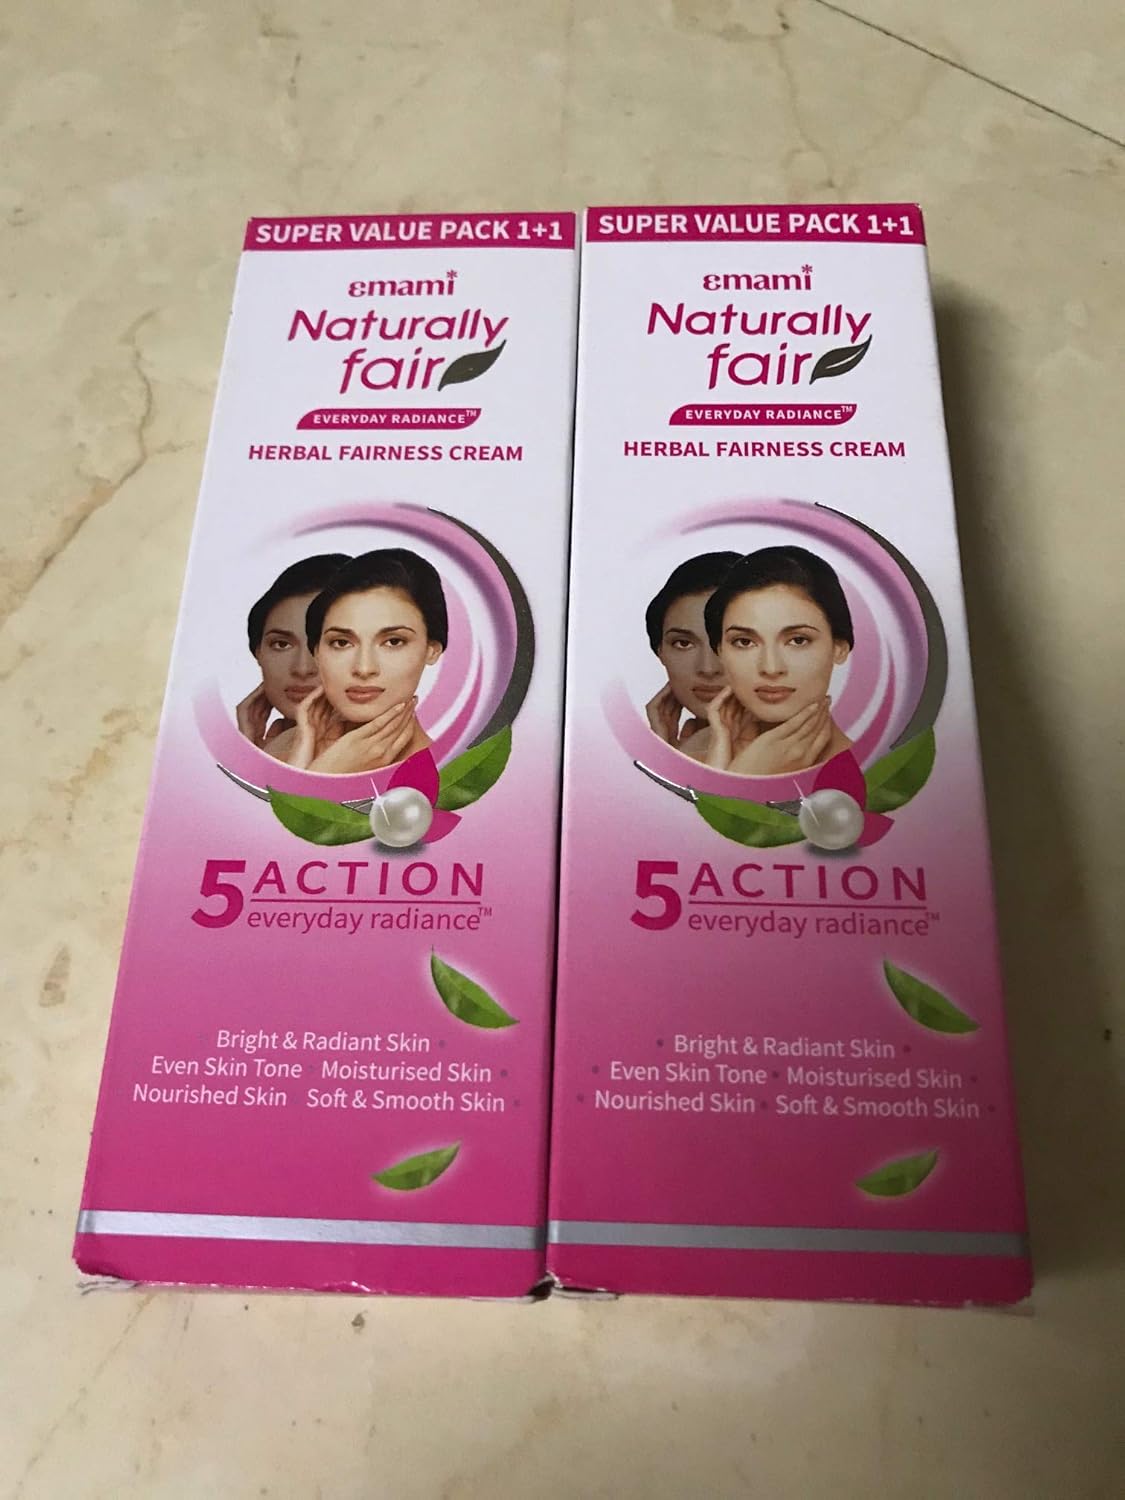 SUPER VALUE PACK 1+1
εmami*
Naturally
fair
EVERYDAY RADIANCE™
HERBAL FAIRNESS CREAM
5 ACTION
everyday radiance™
Bright & Radiant Skin •
Even Skin Tone • Moisturised Skin •
Nourished Skin • Soft & Smooth Skin •
SUPER VALUE PACK 1+1
εmami*
Naturally
fair
EVERYDAY RADIANCE™
HERBAL FAIRNESS CREAM
5 ACTION
everyday radiance™
• Bright & Radiant Skin •
• Even Skin Tone • Moisturised Skin •
• Nourished Skin • Soft & Smooth Skin •